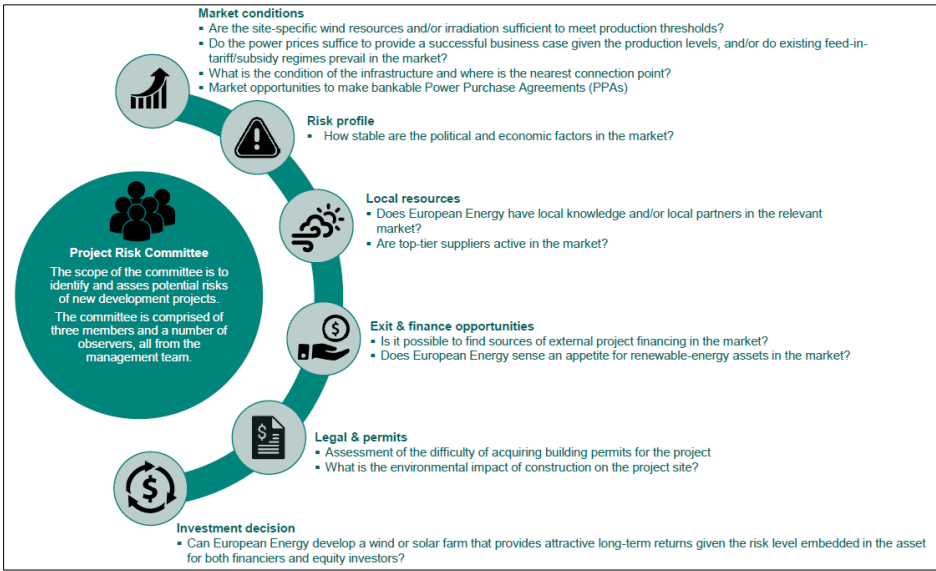 Market conditions
▪ Are the site-specific wind resources and/or irradiation sufficient to meet production thresholds?
▪ Do the power prices suffice to provide a successful business case given the production levels, and/or do existing feed-in-
tariff/subsidy regimes prevail in the market?
▪ What is the condition of the infrastructure and where is the nearest connection point?
▪ Market opportunities to make bankable Power Purchase Agreements (PPAs)
Risk profile
▪ How stable are the political and economic factors in the market?
Local resources
▪ Does European Energy have local knowledge and/or local partners in the relevant
market?
▪ Are top-tier suppliers active in the market?
Project Risk Committee
The scope of the committee is to
identify and asses potential risks
of new development projects.
The committee is comprised of
three members and a number of
observers, all from the
management team.
Exit & finance opportunities
▪ Is it possible to find sources of external project financing in the market?
▪ Does European Energy sense an appetite for renewable-energy assets in the market?
Legal & permits
▪ Assessment of the difficulty of acquiring building permits for the project
▪ What is the environmental impact of construction on the project site?
Investment decision
▪ Can European Energy develop a wind or solar farm that provides attractive long-term returns given the risk level embedded in the asset
for both financiers and equity investors?